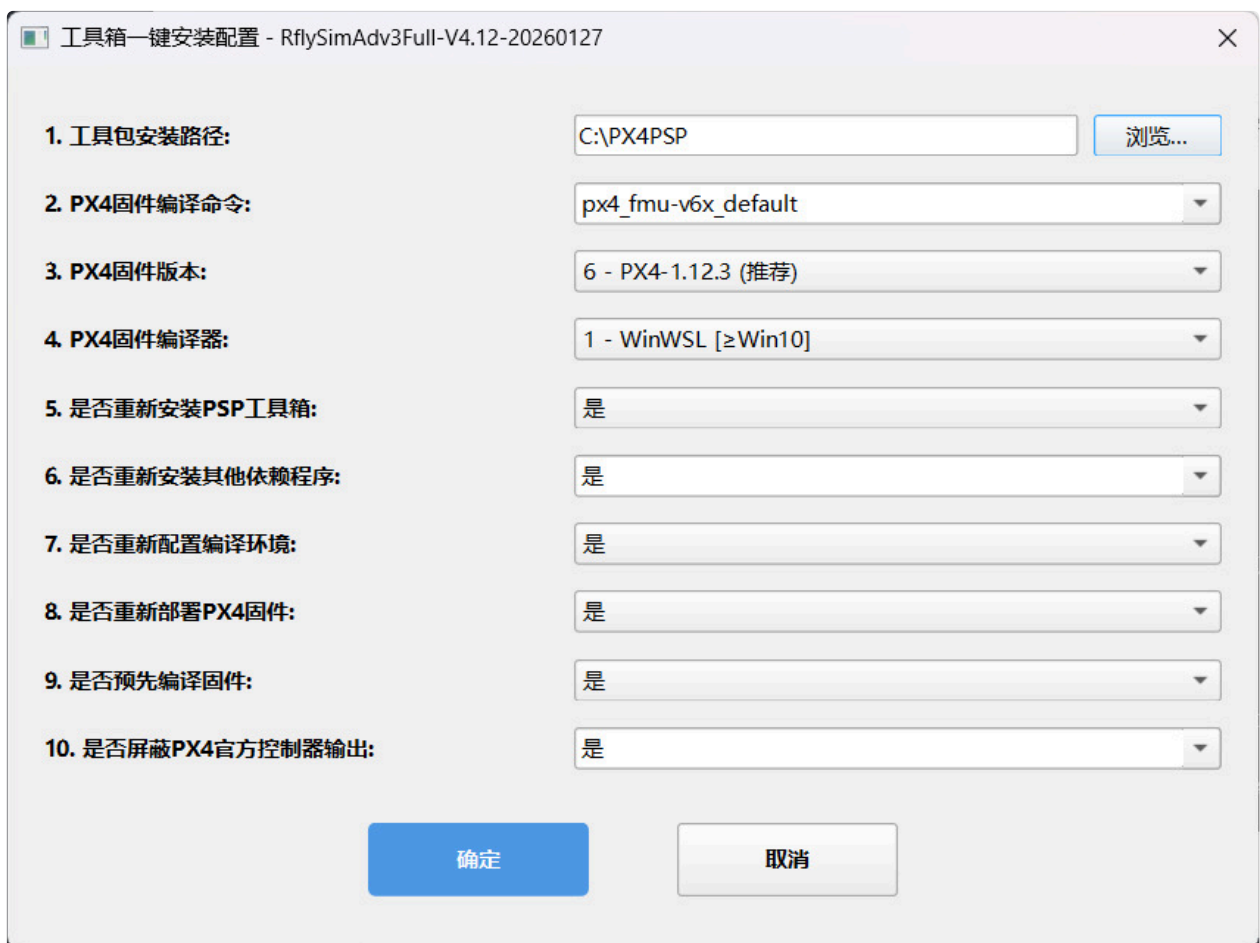 工具箱一键安装配置 - RflySimAdv3Full-V4.12-20260127
1. 工具包安装路径: C:\PX4PSP 浏览...
2. PX4固件编译命令: px4_fmu-v6x_default
3. PX4固件版本: 6 - PX4-1.12.3 (推荐)
4. PX4固件编译器: 1 - WinWSL [≥Win10]
5. 是否重新安装PSP工具箱: 是
6. 是否重新安装其他依赖程序: 是
7. 是否重新配置编译环境: 是
8. 是否重新部署PX4固件: 是
9. 是否预先编译固件: 是
10. 是否屏蔽PX4官方控制器输出: 是
确定 取消